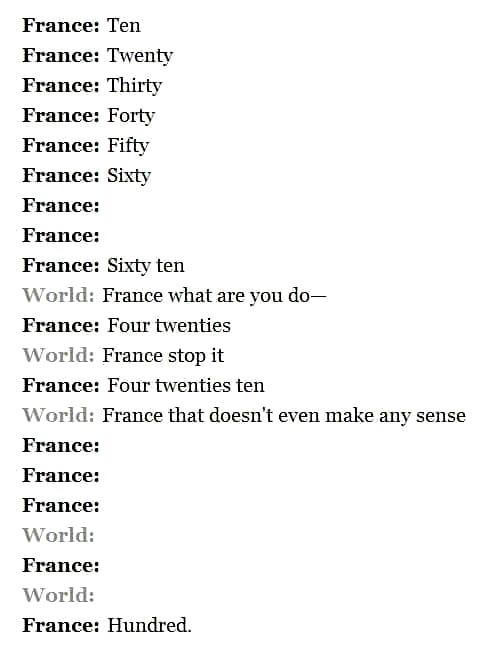 France: Ten
France: Twenty
France: Thirty
France: Forty
France: Fifty
France: Sixty
France:
France:
France: Sixty ten
World: France what are you do—
France: Four twenties
World: France stop it
France: Four twenties ten
World: France that doesn't even make any sense
France:
France:
France:
World:
France:
World:
France: Hundred.